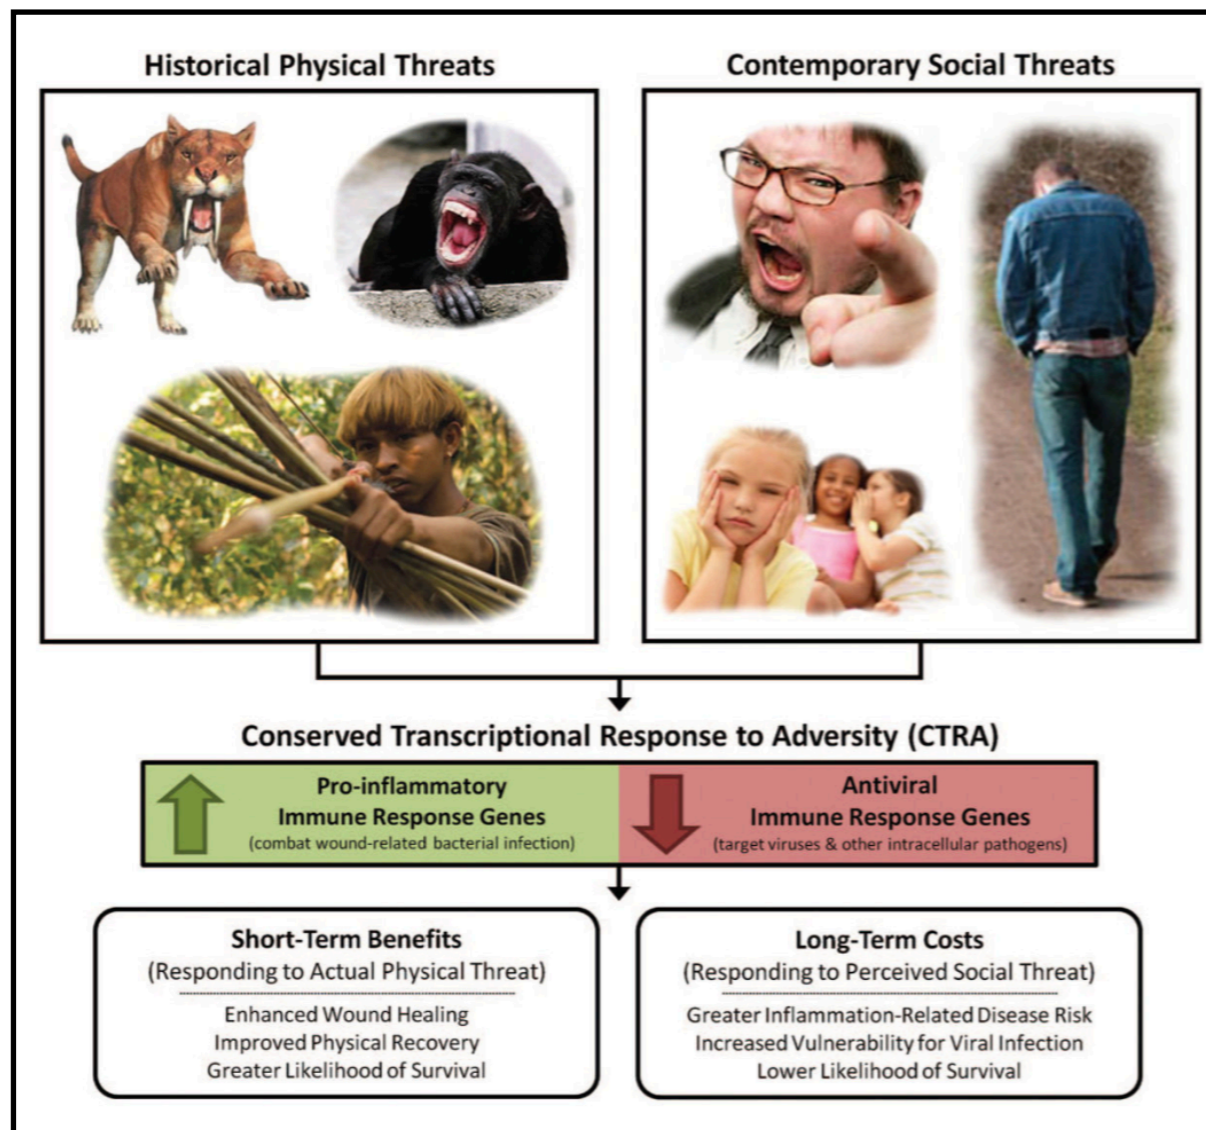 Historical Physical Threats
Contemporary Social Threats
Conserved Transcriptional Response to Adversity (CTRA)
Pro-inflammatory
Immune Response Genes
(combat wound-related bacterial infection)
Antiviral
Immune Response Genes
(target viruses & other intracellular pathogens)
Short-Term Benefits
(Responding to Actual Physical Threat)
Enhanced Wound Healing
Improved Physical Recovery
Greater Likelihood of Survival
Long-Term Costs
(Responding to Perceived Social Threat)
Greater Inflammation-Related Disease Risk
Increased Vulnerability for Viral Infection
Lower Likelihood of Survival